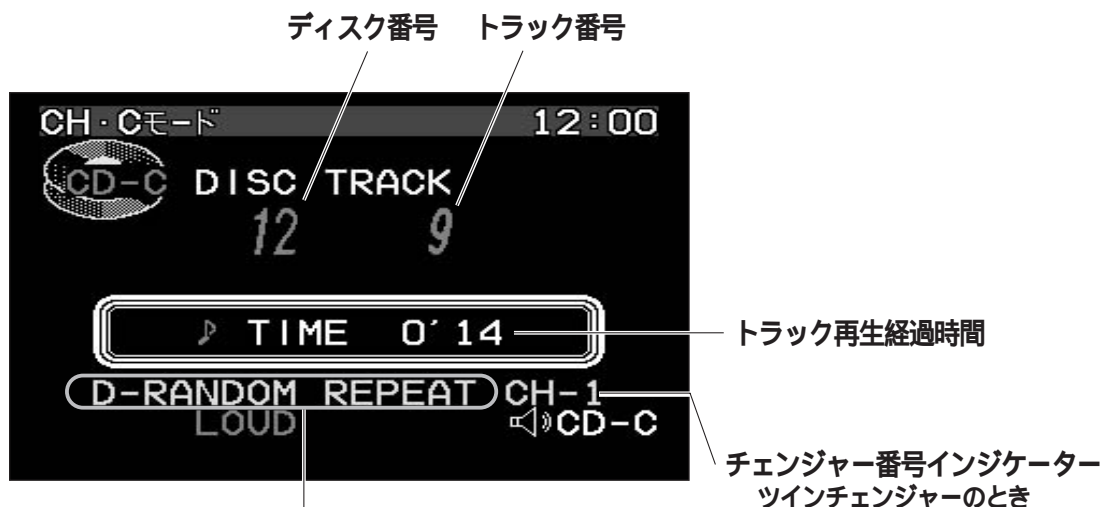 ディスク番号 トラック番号
CH・Cモード 12:00
CD-C DISC TRACK
12 9
♪ TIME 0´14
トラック再生経過時間
D-RANDOM REPEAT CH-1
LOUD CD-C
チェンジャー番号インジケーター
ツインチェンジャーのとき